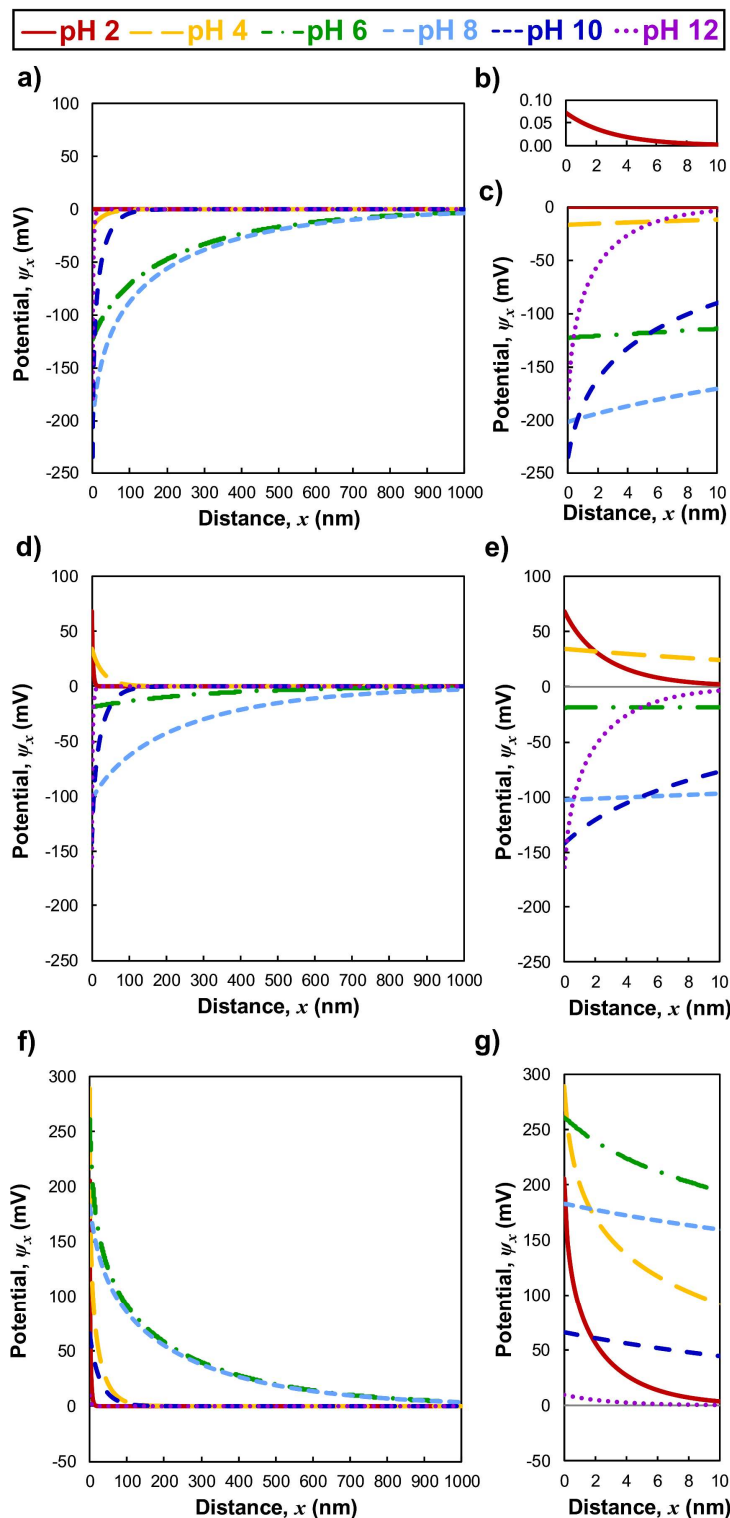 pH 2 pH 4 pH 6 pH 8 pH 10 pH 12
a)
100
50
0
-50
-100
-150
-200
-250
Potential, ψx (mV)
0 100 200 300 400 500 600 700 800 900 1000
Distance, x (nm)
b)
0.10
0.05
0.00
0 2 4 6 8 10
c)
0
-50
-100
-150
-200
-250
Potential, ψx (mV)
0 2 4 6 8 10
Distance, x (nm)
d)
100
50
0
-50
-100
-150
-200
-250
Potential, ψx (mV)
0 100 200 300 400 500 600 700 800 900 1000
Distance, x (nm)
e)
100
50
0
-50
-100
-150
-200
-250
Potential, ψx (mV)
0 2 4 6 8 10
Distance, x (nm)
f)
300
250
200
150
100
50
0
-50
Potential, ψx (mV)
0 100 200 300 400 500 600 700 800 900 1000
Distance, x (nm)
g)
300
250
200
150
100
50
0
-50
Potential, ψx (mV)
0 2 4 6 8 10
Distance, x (nm)